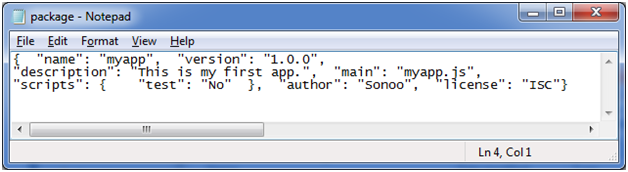 package - Notepad
File Edit Format View Help
{  "name": "myapp",  "version": "1.0.0",
"description": "This is my first app.",  "main": "myapp.js",
"scripts": {    "test": "No"  },  "author": "Sonoo",  "license": "ISC"}
Ln 4, Col 1